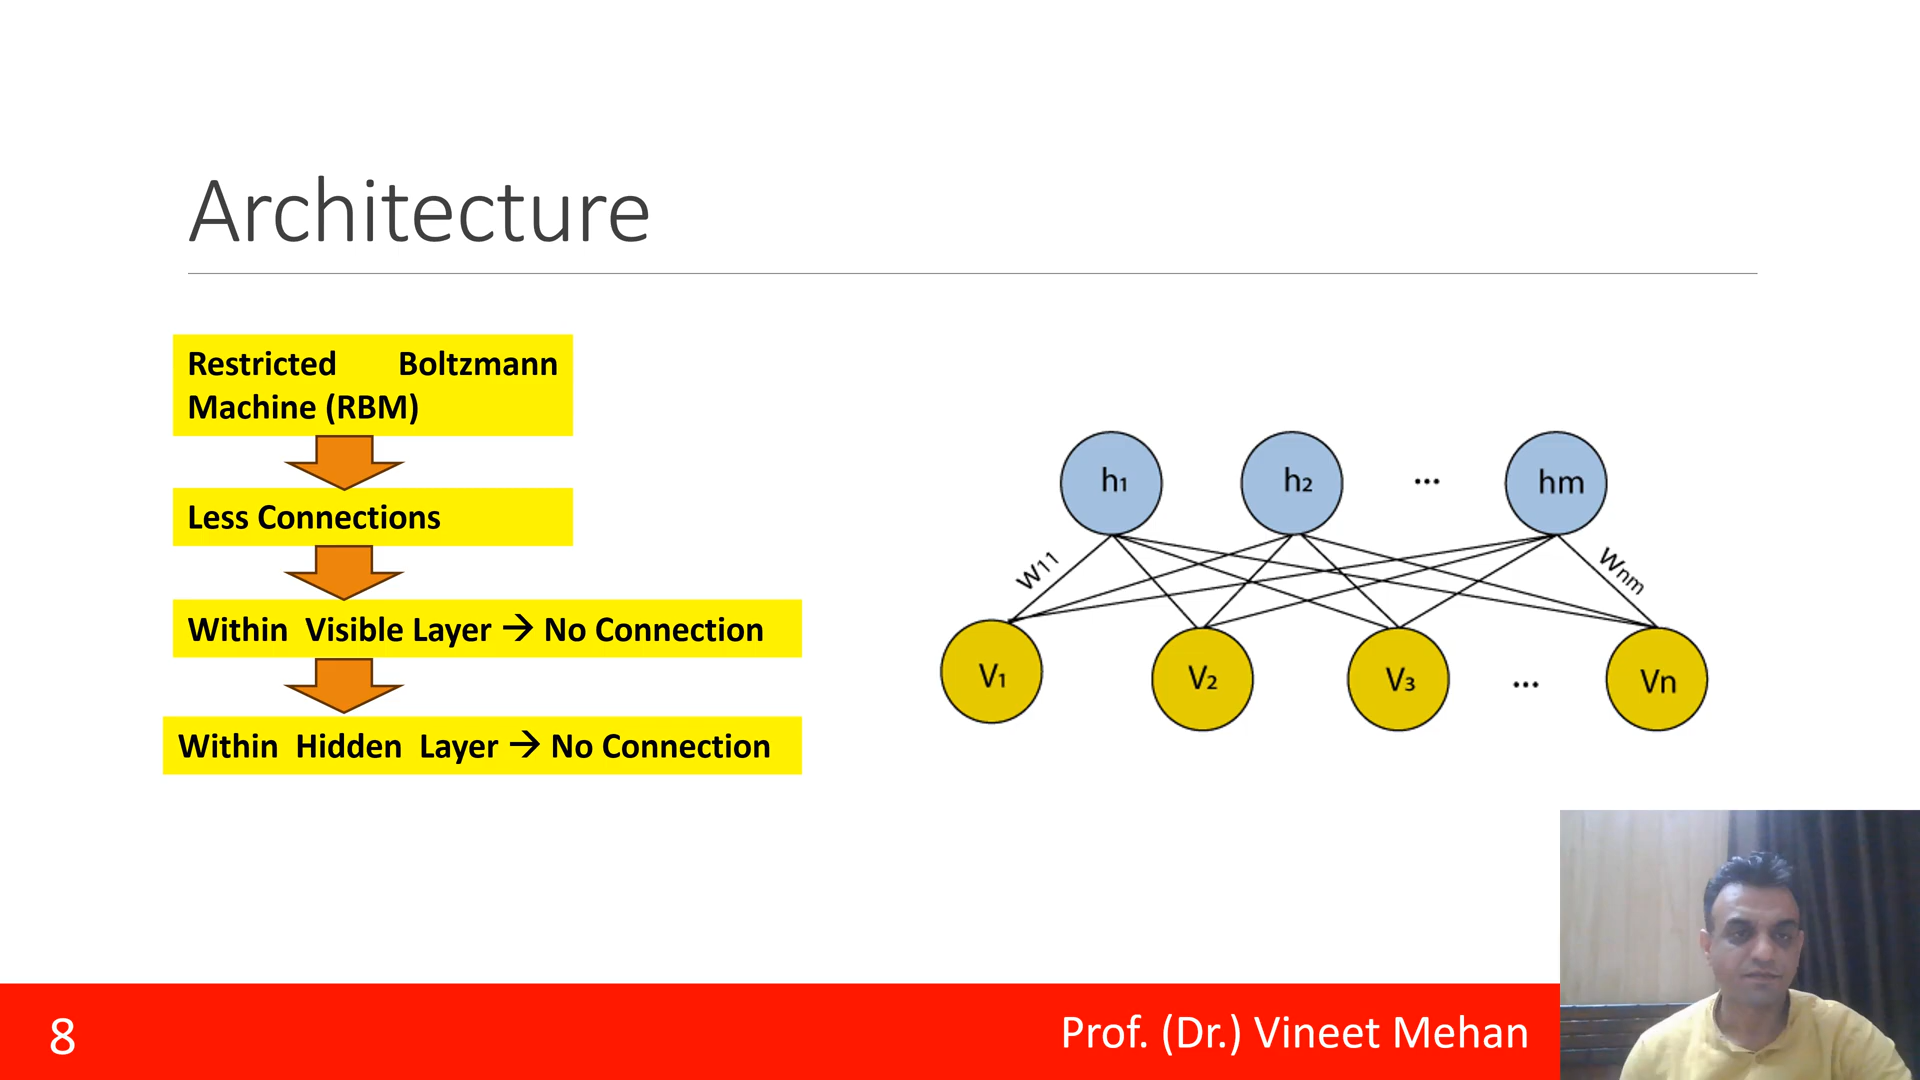 Architecture
Restricted Boltzmann
Machine (RBM)
Less Connections
Within Visible Layer → No Connection
Within Hidden Layer → No Connection
h₁ h₂ ... hm
W11 Wnm
V₁ V₂ V₃ ... Vn
8
Prof. (Dr.) Vineet Mehan